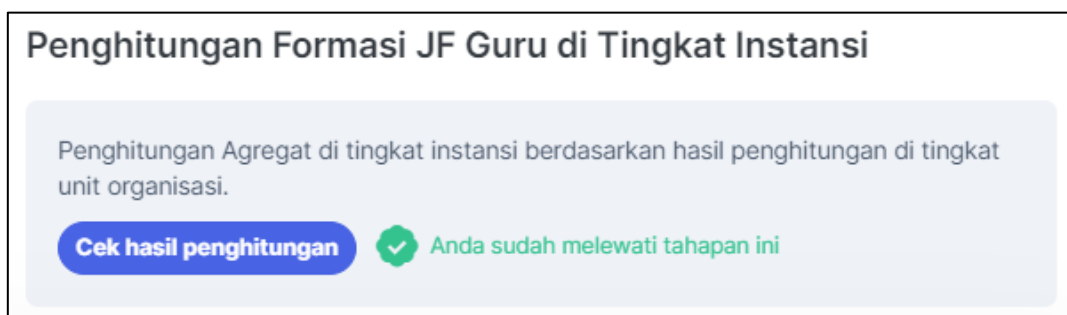 Penghitungan Formasi JF Guru di Tingkat Instansi
Penghitungan Agregat di tingkat instansi berdasarkan hasil penghitungan di tingkat
unit organisasi.
Cek hasil penghitungan
Anda sudah melewati tahapan ini